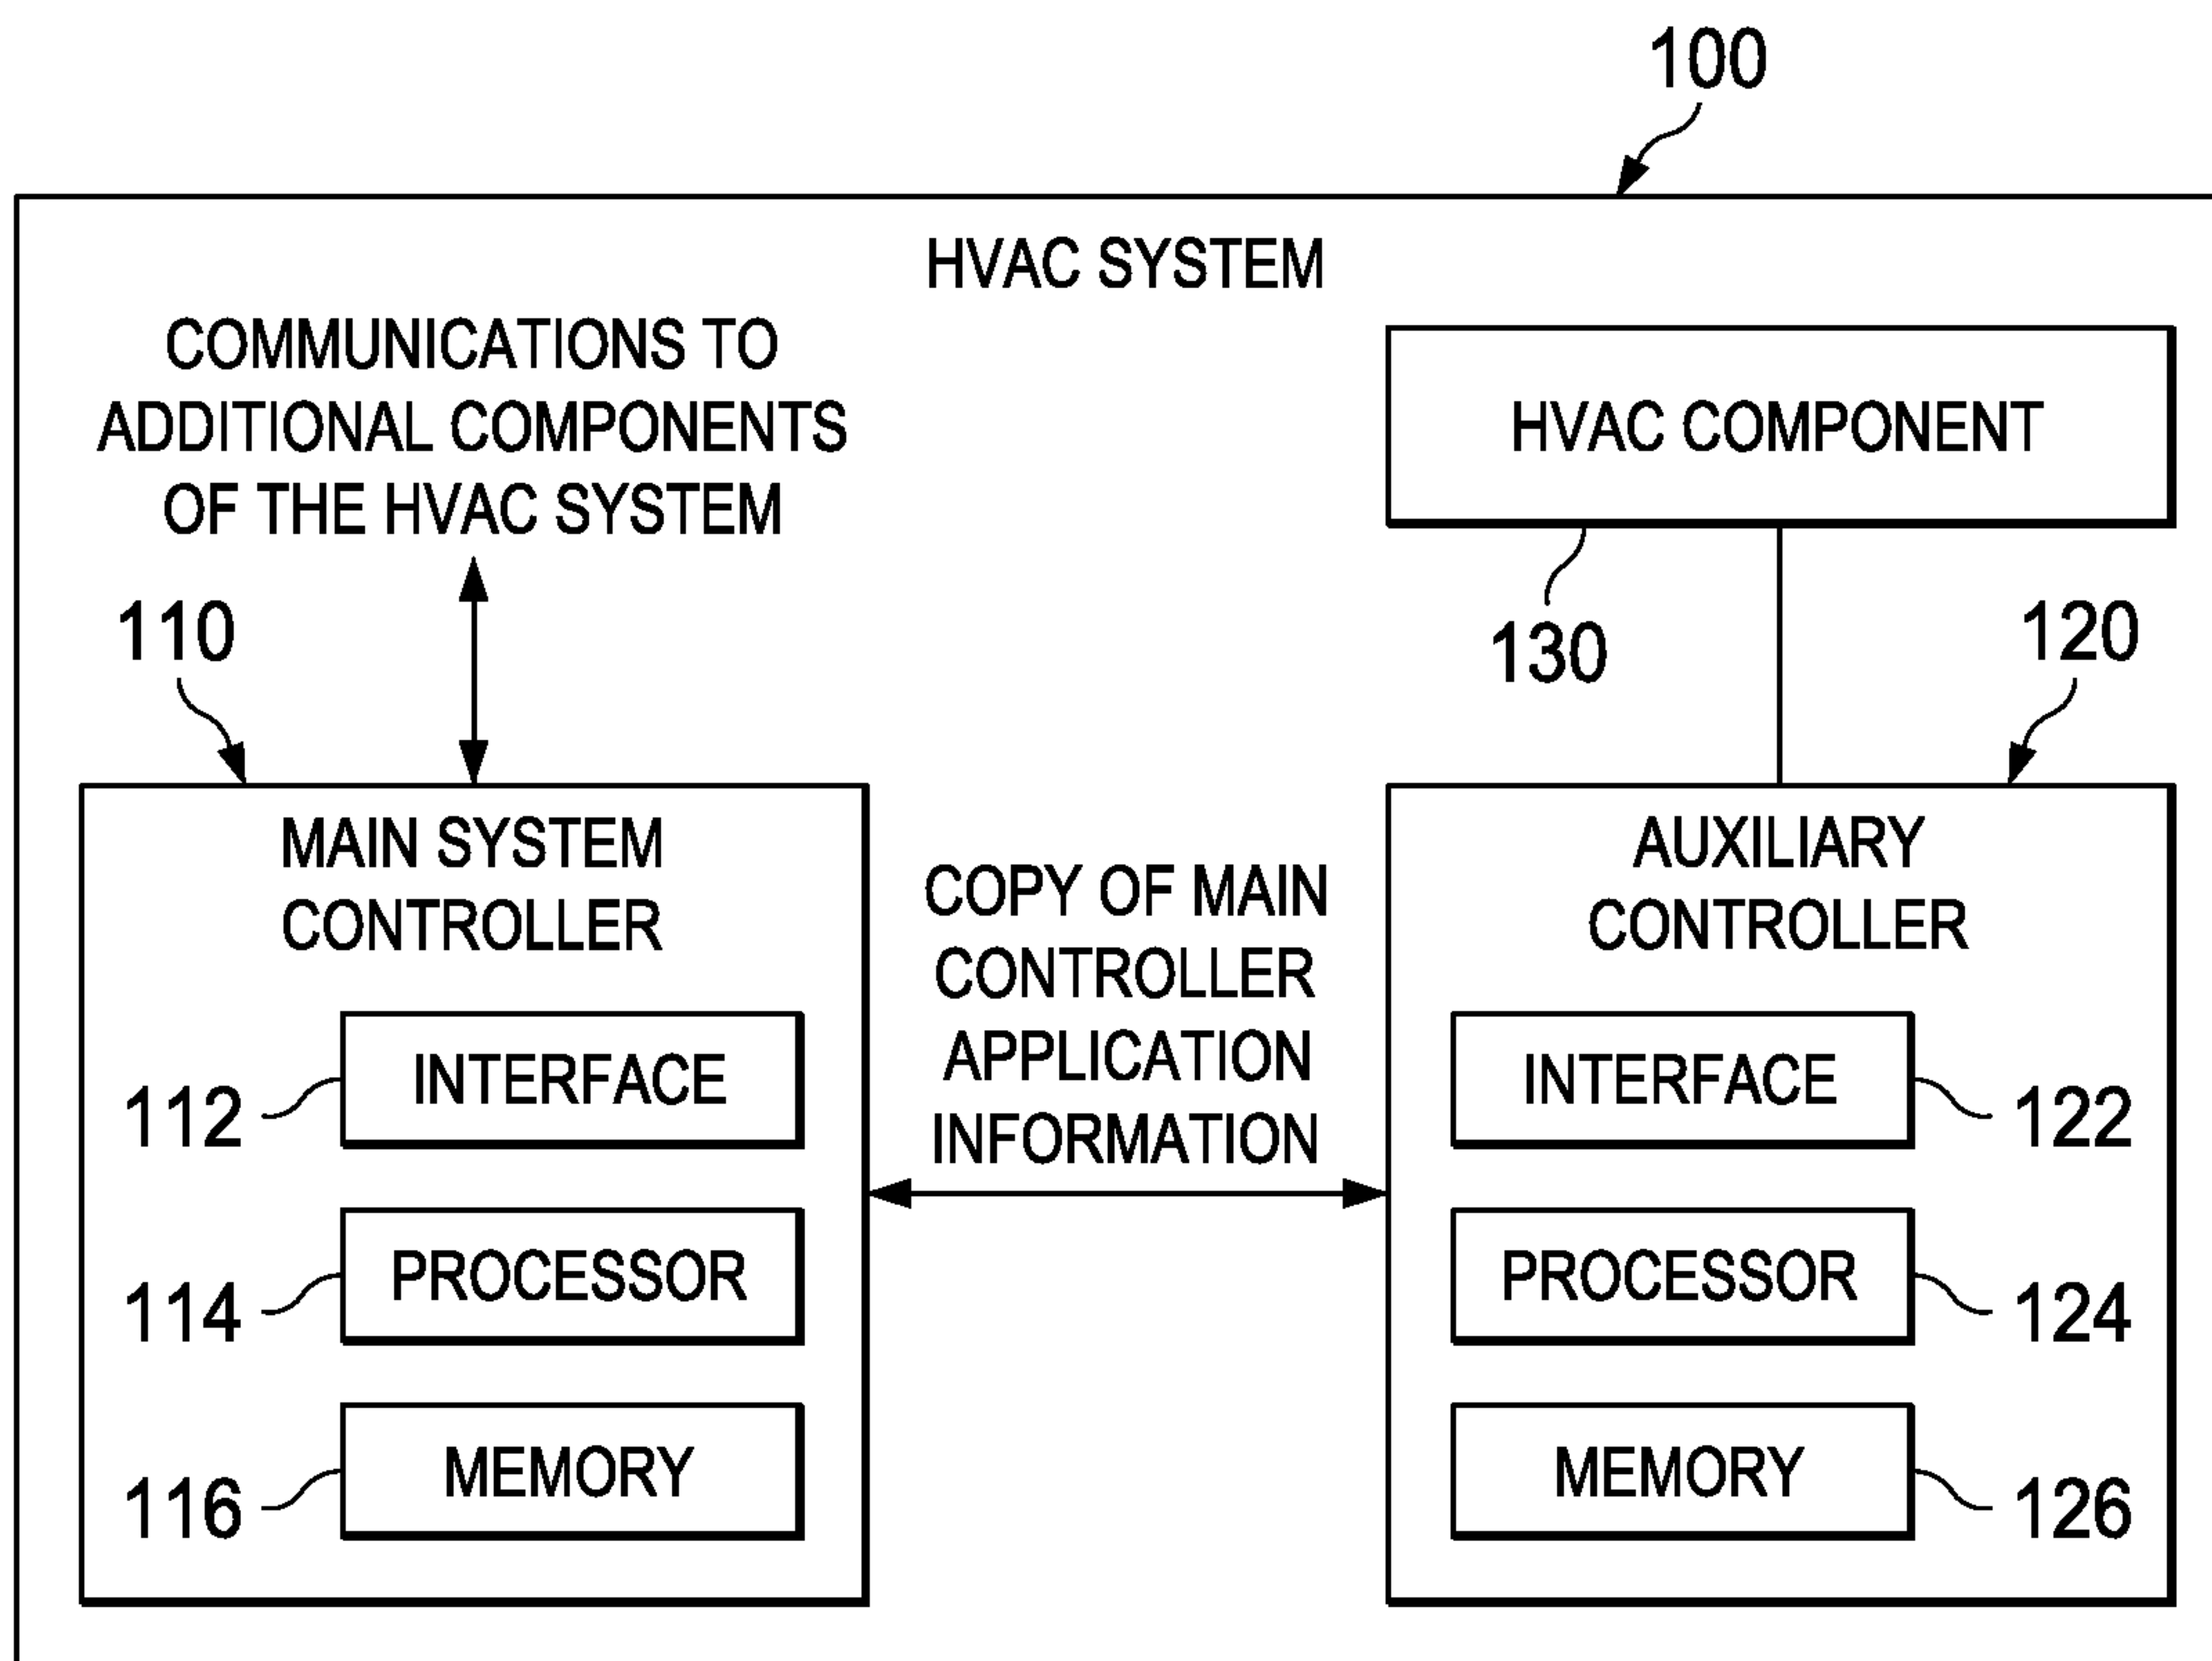 100
HVAC SYSTEM
COMMUNICATIONS TO
ADDITIONAL COMPONENTS
OF THE HVAC SYSTEM
HVAC COMPONENT
130
110
120
MAIN SYSTEM
CONTROLLER
INTERFACE
112
PROCESSOR
114
MEMORY
116
COPY OF MAIN
CONTROLLER
APPLICATION
INFORMATION
AUXILIARY
CONTROLLER
INTERFACE
122
PROCESSOR
124
MEMORY
126